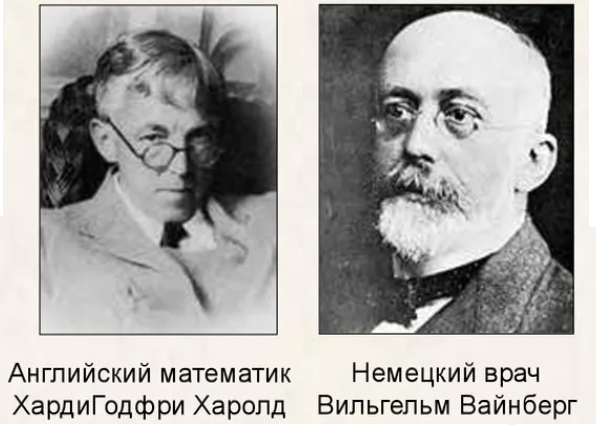 Английский математик
ХардиГодфри Харолд
Немецкий врач
Вильгельм Вайнберг